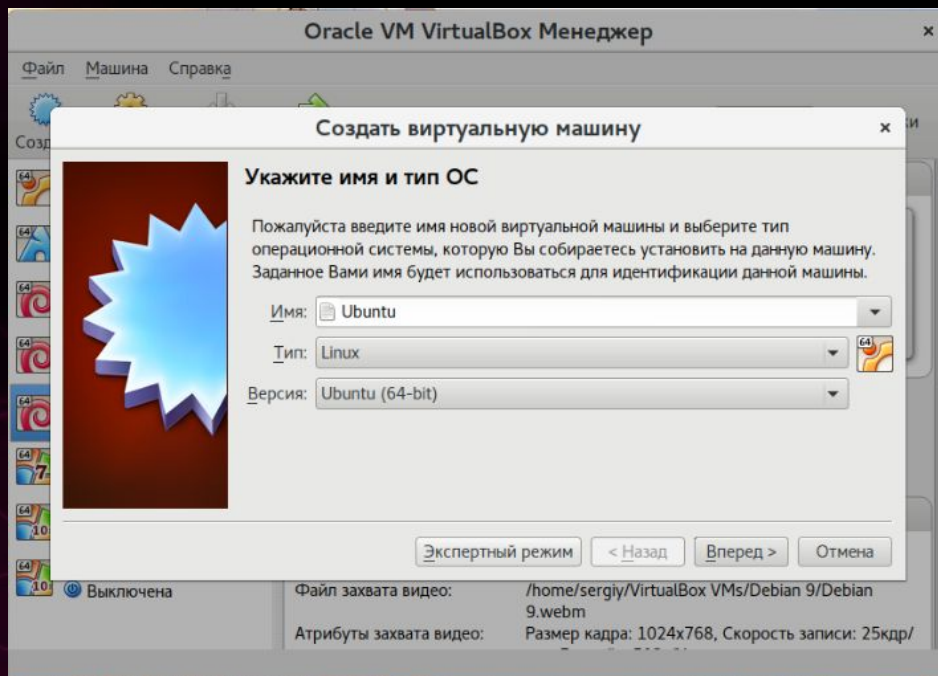 Oracle VM VirtualBox Менеджер
Файл Машина Справка
Создать виртуальную машину
Укажите имя и тип ОС
Пожалуйста введите имя новой виртуальной машины и выберите тип
операционной системы, которую Вы собираетесь установить на данную машину.
Заданное Вами имя будет использоваться для идентификации данной машины.
Имя: Ubuntu
Тип: Linux
64
Версия: Ubuntu (64-bit)
Экспертный режим < Назад Вперед > Отмена
Выключена
Файл захвата видео: /home/sergiy/VirtualBox VMs/Debian 9/Debian
9.webm
Атрибуты захвата видео: Размер кадра: 1024x768, Скорость записи: 25кдр/